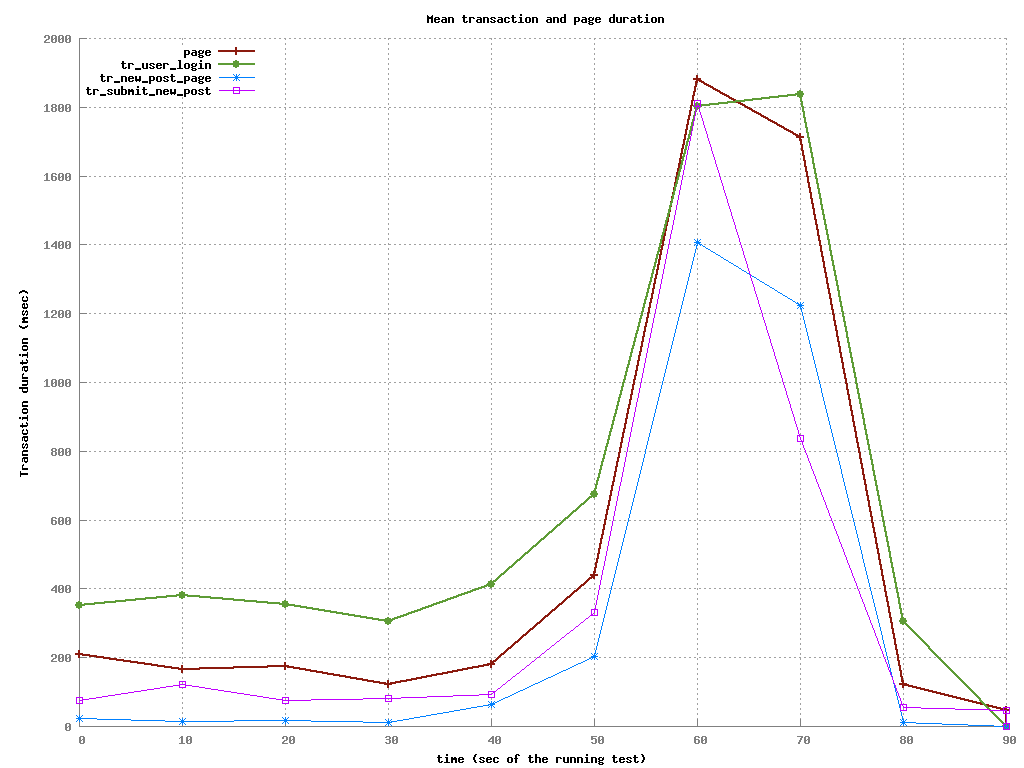 Mean transaction and page duration
2000
1800
1600
1400
1200
1000
800
600
400
200
0
page
tr_user_login
tr_new_post_page
tr_submit_new_post
Transaction duration (msec)
0 10 20 30 40 50 60 70 80 90
time (sec of the running test)